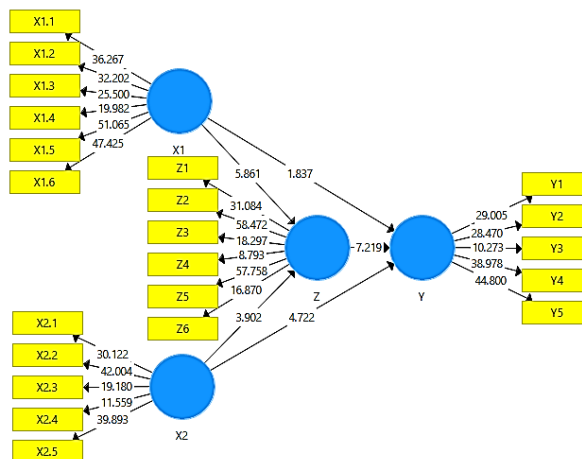 X1.1
X1.2
X1.3
X1.4
X1.5
X1.6
36.267
32.202
25.500
19.982
51.065
47.425
X1
5.861
1.837
Z1
Z2
Z3
Z4
Z5
Z6
31.084
58.472
18.297
8.793
57.758
16.870
Z
7.219
Y
29.005
28.470
10.273
38.978
44.800
Y1
Y2
Y3
Y4
Y5
3.902
4.722
X2.1
X2.2
X2.3
X2.4
X2.5
30.122
42.004
19.180
11.559
39.893
X2